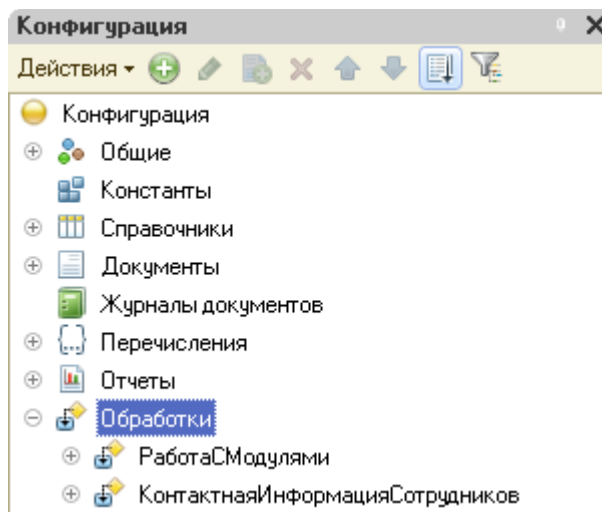 Конфигурация
Действия
Конфигурация
Общие
Константы
Справочники
Документы
Журналы документов
Перечисления
Отчеты
Обработки
РаботаСМодулями
КонтактнаяИнформацияСотрудников